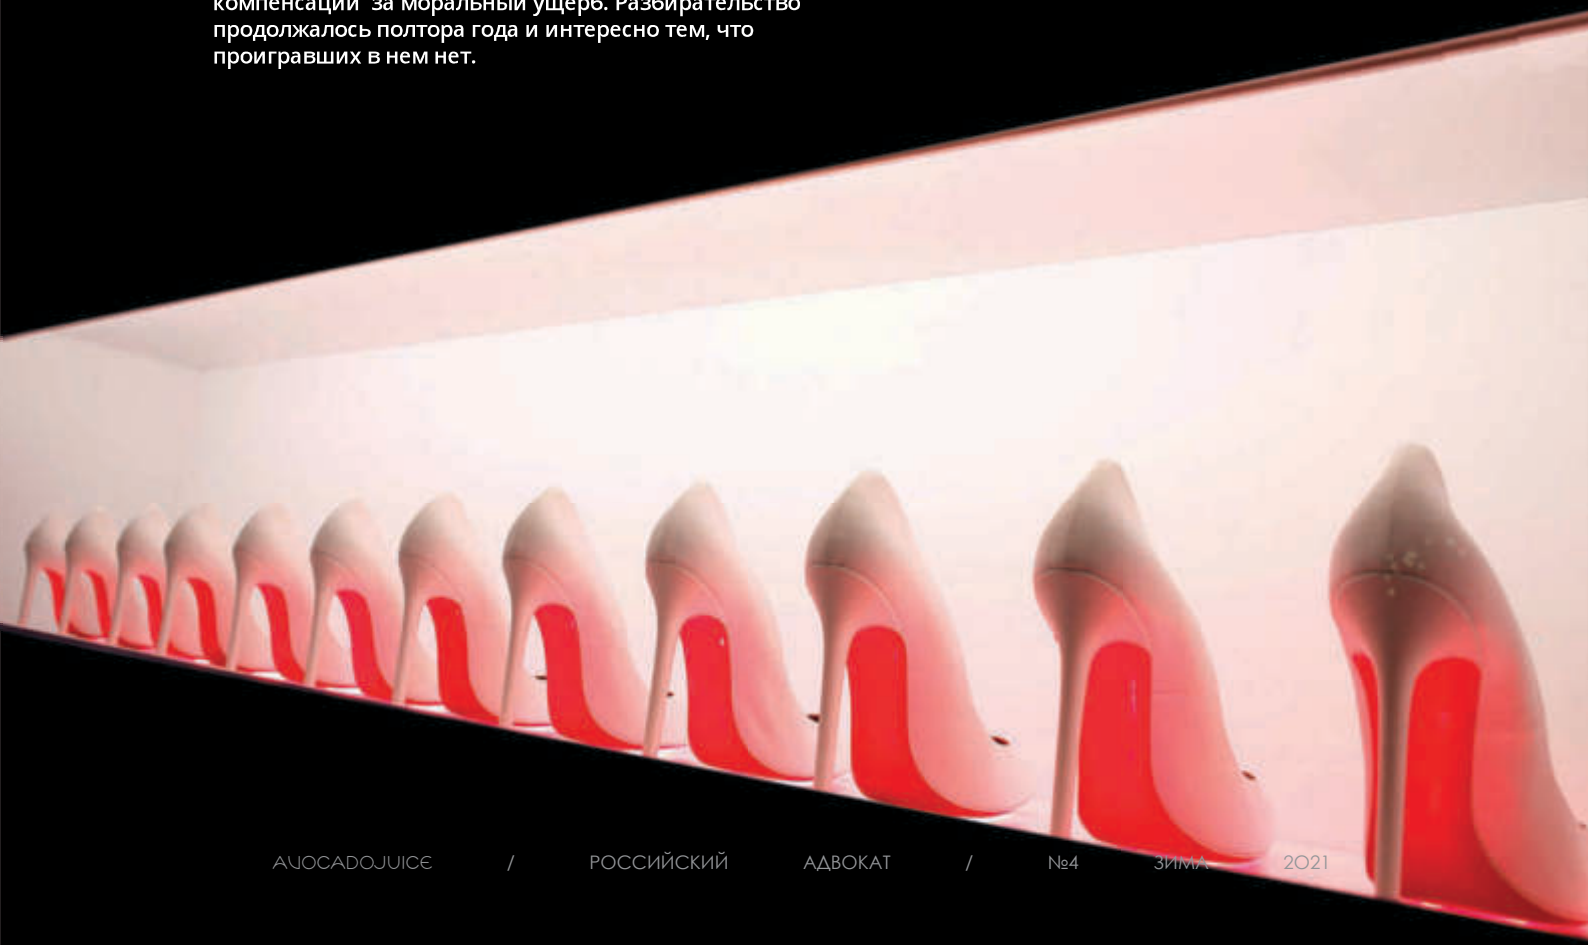 компенсации за моральный ущерб. Разбирательство
продолжалось полтора года и интересно тем, что
проигравших в нем нет.
AVOCADOJUICE / РОССИЙСКИЙ АДВОКАТ / №4 ЗИМА 2021